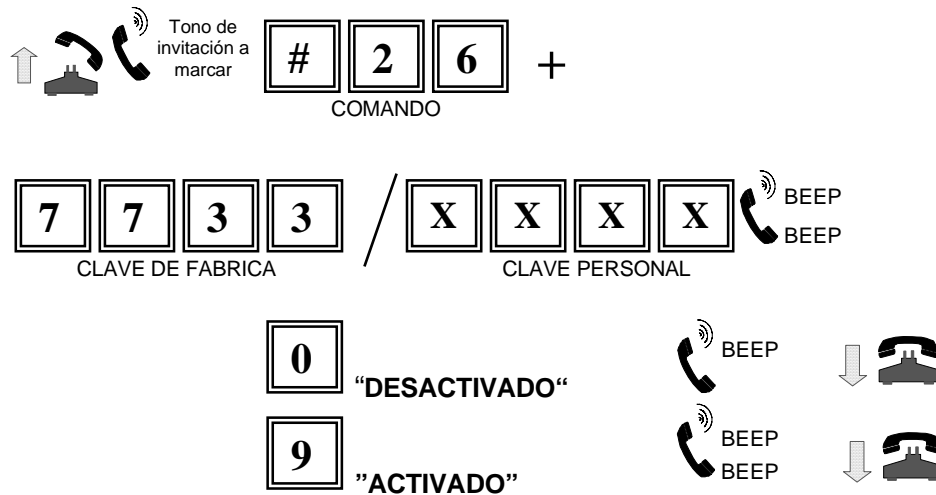 Tono de
invitación a
marcar
# 2 6 +
COMANDO
7 7 3 3 / X X X X BEEP
BEEP
CLAVE DE FABRICA CLAVE PERSONAL
0 “DESACTIVADO“ BEEP
9 ”ACTIVADO” BEEP
BEEP